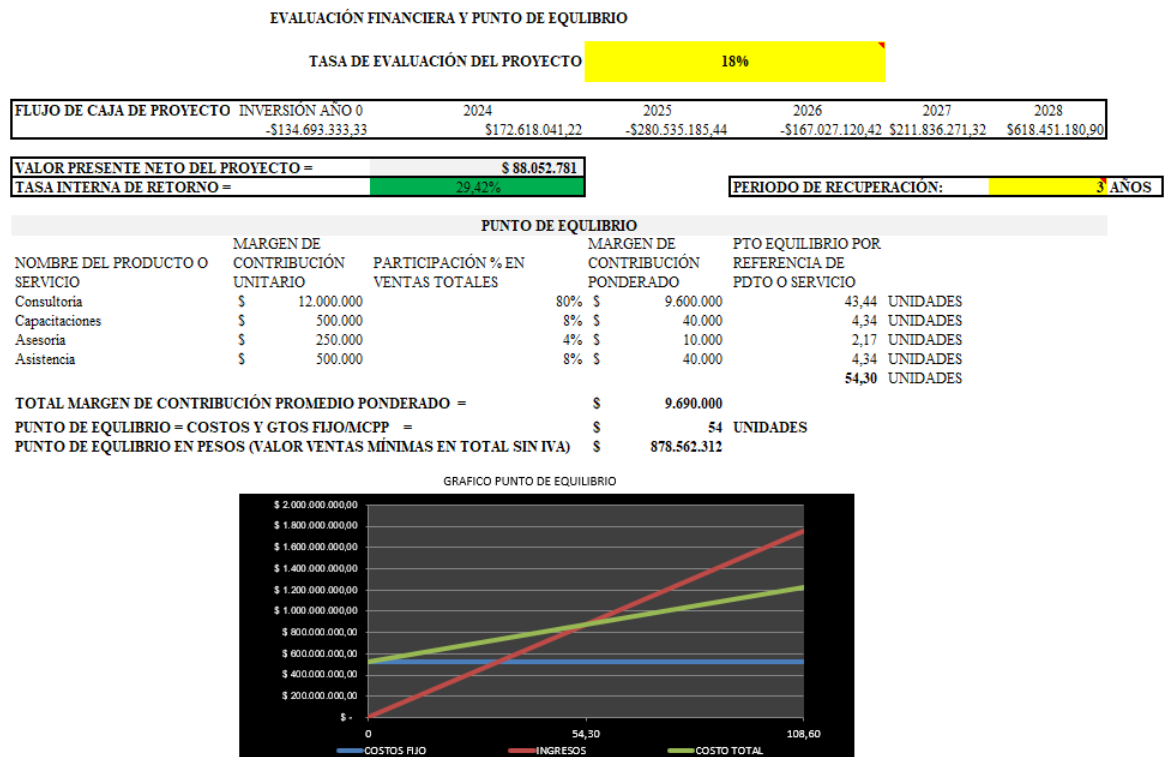 EVALUACIÓN FINANCIERA Y PUNTO DE EQULIBRIO
TASA DE EVALUACIÓN DEL PROYECTO 18%
FLUJO DE CAJA DE PROYECTO INVERSIÓN AÑO 0 2024 2025 2026 2027 2028
-$134.693.333,33 $172.618.041,22 -$280.535.185,44 -$167.027.120,42 $211.836.271,32 $618.451.180,90
VALOR PRESENTE NETO DEL PROYECTO = $ 88.052.781
TASA INTERNA DE RETORNO = 29,42% PERIODO DE RECUPERACIÓN: 3 AÑOS
PUNTO DE EQULIBRIO
MARGEN DE MARGEN DE PTO EQUILIBRIO POR
NOMBRE DEL PRODUCTO O CONTRIBUCIÓN PARTICIPACIÓN % EN CONTRIBUCIÓN REFERENCIA DE
SERVICIO UNITARIO VENTAS TOTALES PONDERADO PDTO O SERVICIO
Consultoria $ 12.000.000 80% $ 9.600.000 43,44 UNIDADES
Capacitaciones $ 500.000 8% $ 40.000 4,34 UNIDADES
Asesoria $ 250.000 4% $ 10.000 2,17 UNIDADES
Asistencia $ 500.000 8% $ 40.000 4,34 UNIDADES
54,30 UNIDADES
TOTAL MARGEN DE CONTRIBUCIÓN PROMEDIO PONDERADO = $ 9.690.000
PUNTO DE EQULIBRIO = COSTOS Y GTOS FIJO/MCPP = $ 54 UNIDADES
PUNTO DE EQULIBRIO EN PESOS (VALOR VENTAS MÍNIMAS EN TOTAL SIN IVA) $ 878.562.312
GRAFICO PUNTO DE EQUILIBRIO
$ 2.000.000.000,00
$ 1.800.000.000,00
$ 1.600.000.000,00
$ 1.400.000.000,00
$ 1.200.000.000,00
$ 1.000.000.000,00
$ 800.000.000,00
$ 600.000.000,00
$ 400.000.000,00
$ 200.000.000,00
$ -
0 54,30 108,60
COSTOS FIJO INGRESOS COSTO TOTAL